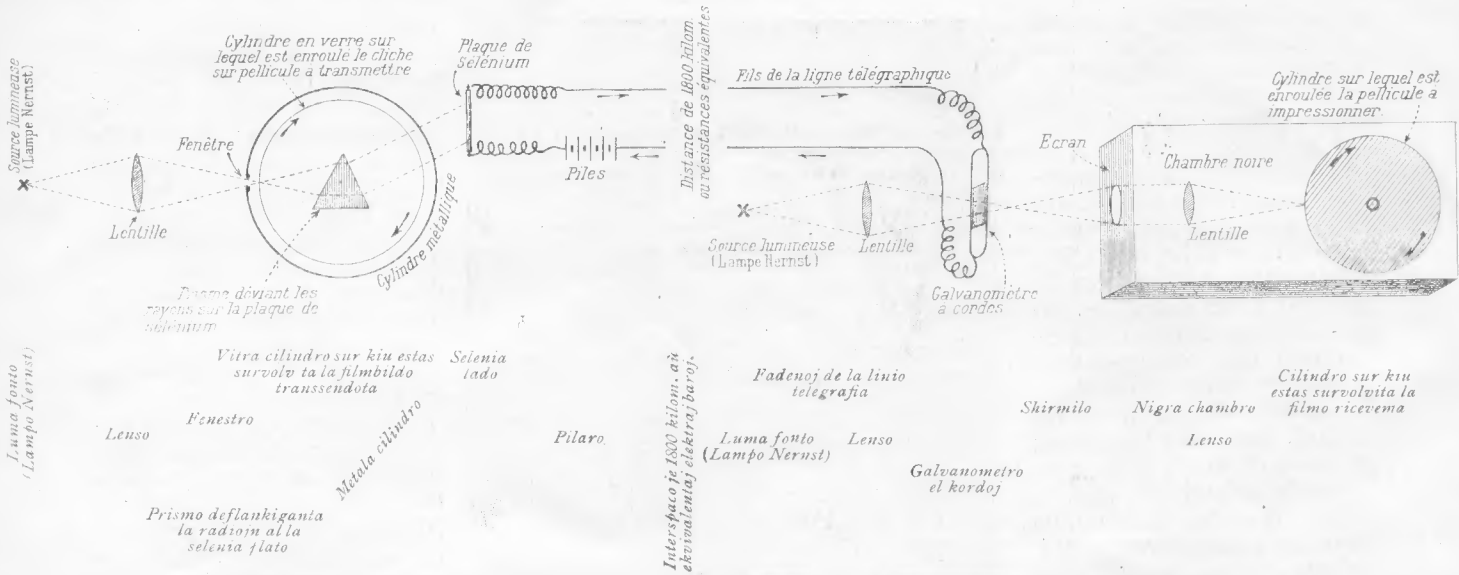 Source lumineuse
(Lampe Nernst)
Lentille
Fenêtre
Cylindre en verre sur
lequel est enroulé le cliche
sur pellicule a transmettre
Cylindre métallique
Prisme déviant les
rayons sur la plaque de
sélénium
Plaque de
Sélénium
Piles
Distance de 1800 kilom.
ou résistances équivalentes
Fils de la ligne télégraphique
Source lumineuse
(Lampe Nernst)
Lentille
Galvanomètre
à cordes
Ecran
Chambre noire
Lentille
Cylindre sur lequel est
enroulée la pellicule a
impressionner.
Luma fonto
(Lampo Nernst)
Lenso
Fenestro
Vitra cilindro sur kiu estas
survolv ta la filmbildo
transsendota
Metala cilindro
Prismo deflankiganta
la radiojn al la
selenia plato
Selenia
lado
Pilaro
Interspaco je 1800 kilom. aŭ
ekvivalentaj elektraj baroj.
Fadenoj de la linio
telegrafia
Luma fonto
(Lampo Nernst)
Lenso
Galvanometro
el kordoj
Shirmilo
Nigra chambro
Lenso
Cilindro sur kiu
estas survolvita la
filmo ricevema